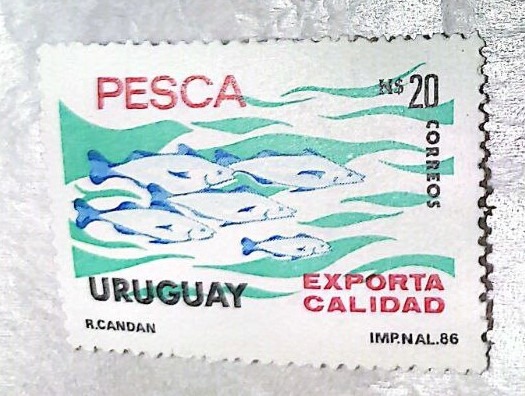 PESCA
N$ 20
CORREOS
URUGUAY
EXPORTA
CALIDAD
R.CANDAN
IMP.NAL.86